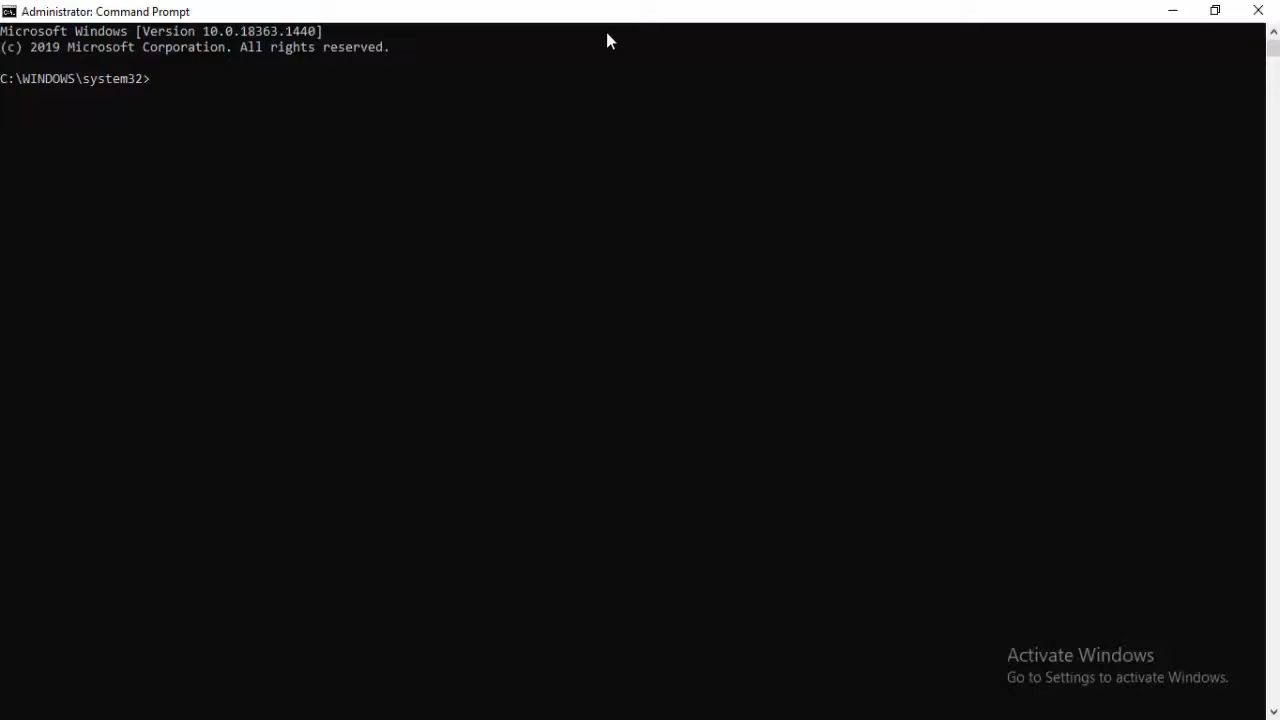 Administrator: Command Prompt
Microsoft Windows [Version 10.0.18363.1440]
(c) 2019 Microsoft Corporation. All rights reserved.
C:\WINDOWS\system32>
Activate Windows
Go to Settings to activate Windows.